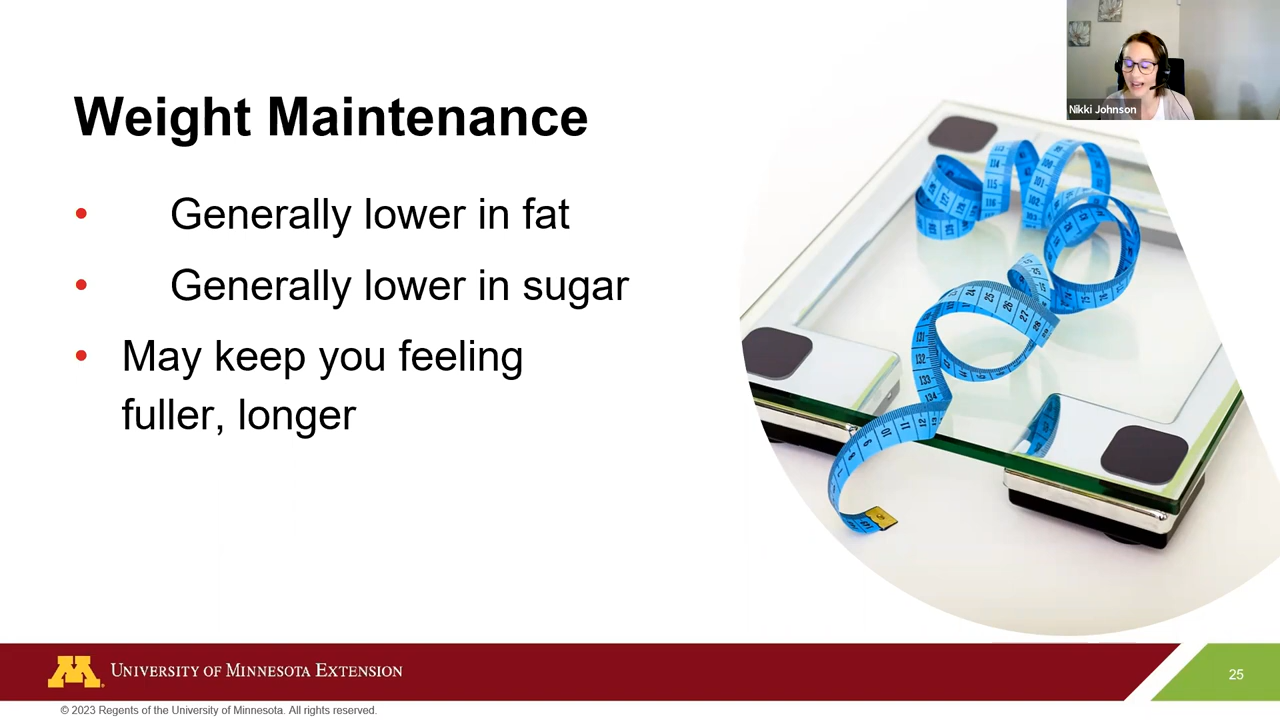 Nikki Johnson
Weight Maintenance
• Generally lower in fat
• Generally lower in sugar
• May keep you feeling
fuller, longer
M
UNIVERSITY OF MINNESOTA EXTENSION
25
© 2023 Regents of the University of Minnesota. All rights reserved.